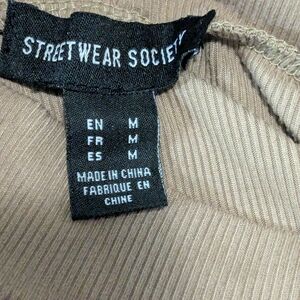 STREETWEAR SOCIETY
EN M
FR M
ES M
MADE IN CHINA
FABRIQUE EN
CHINE